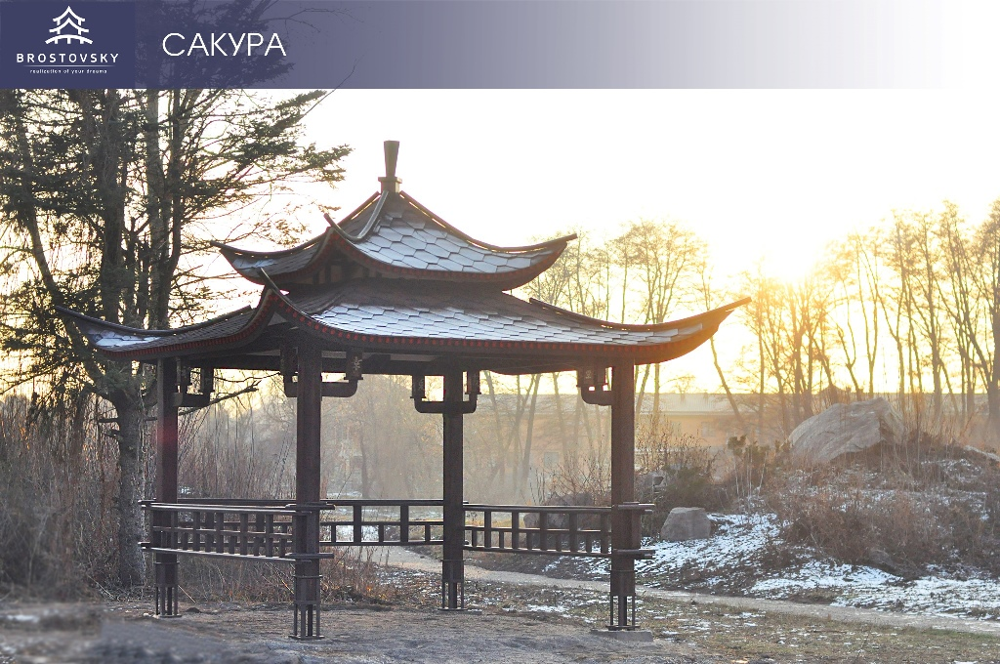 BROSTOVSKY
realization of your dreams
САКУРА